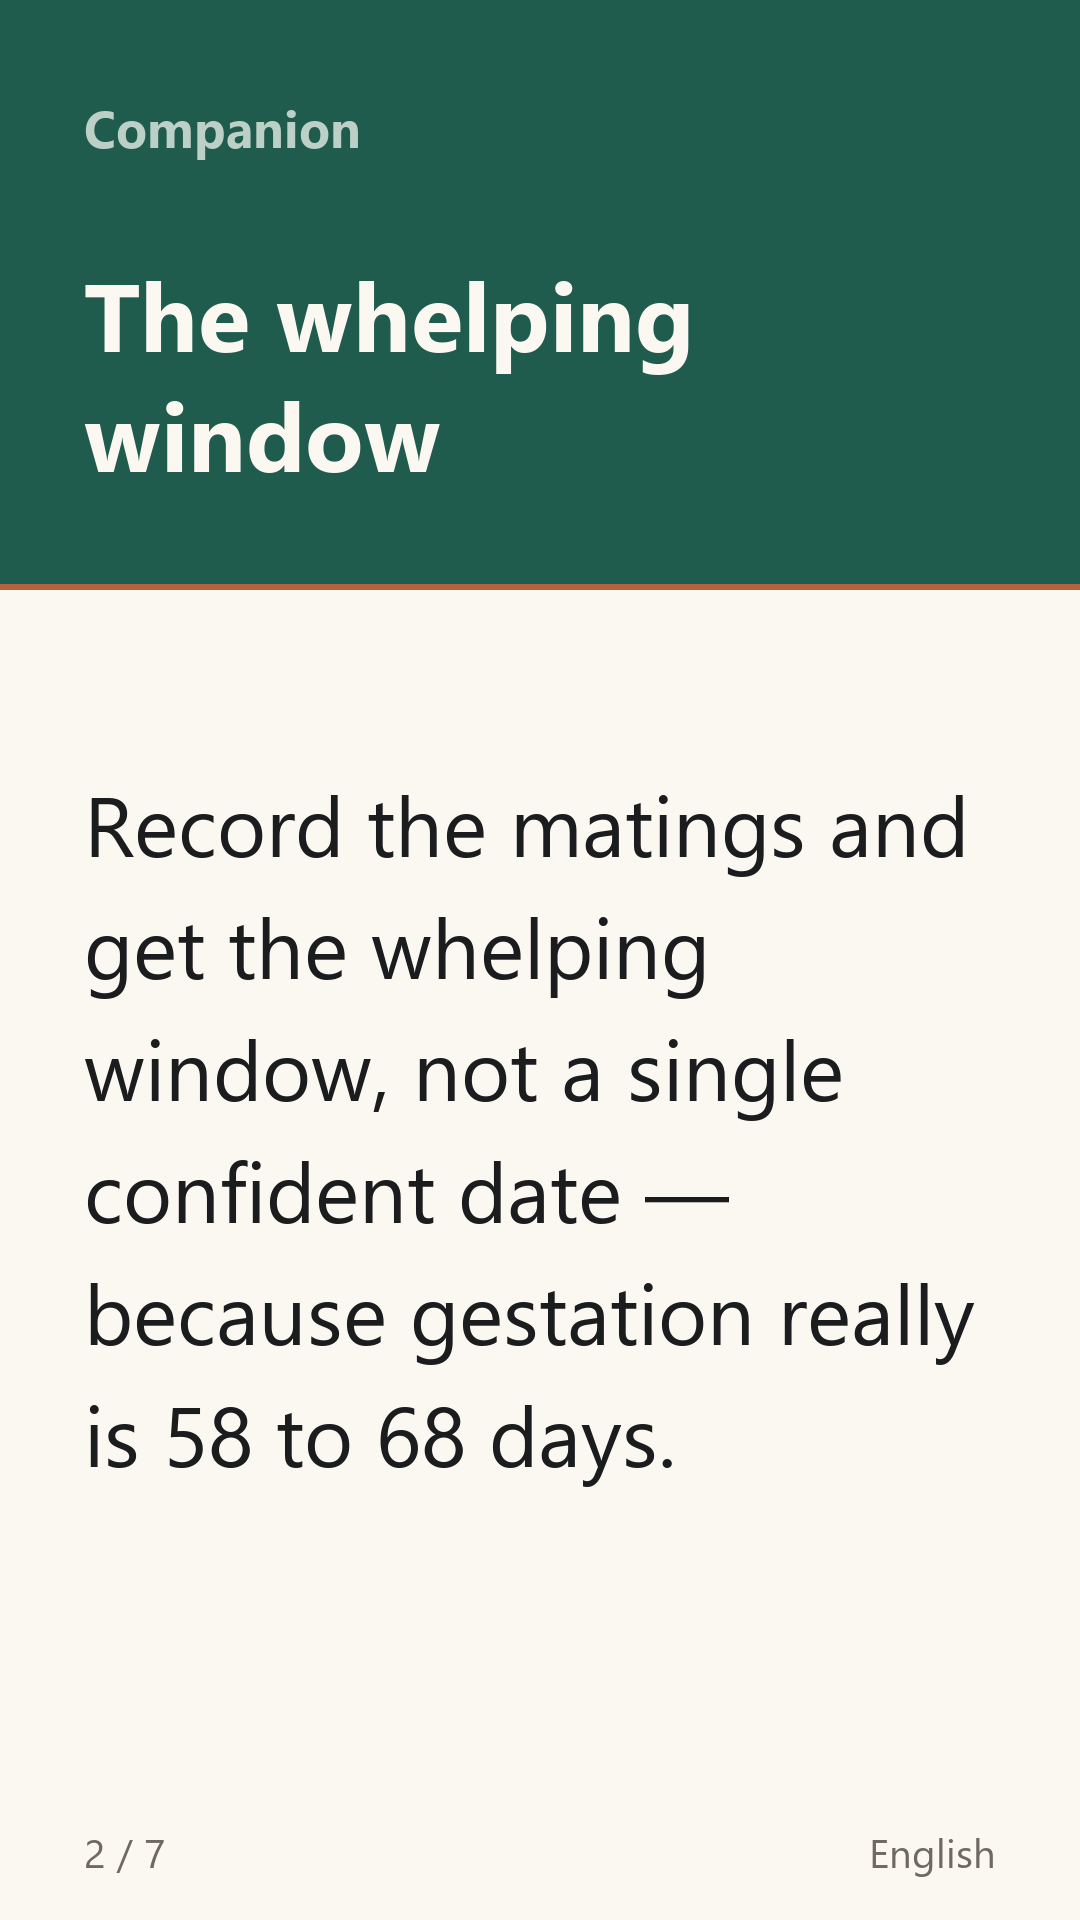 Companion
The whelping
window
Record the matings and
get the whelping
window, not a single
confident date —
because gestation really
is 58 to 68 days.
2 / 7
English